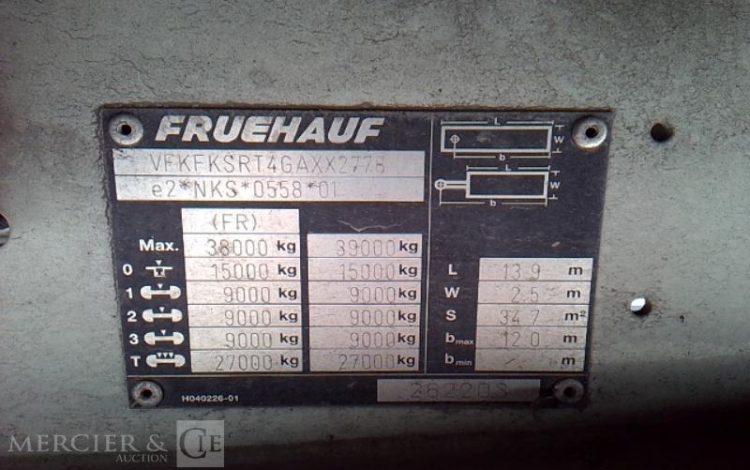 FRUEHAUF
VFKFKSRT4GAXX2778
e2*NKS*0558*01
(FR)
Max. 38000 kg 39000 kg
0 15000 kg 15000 kg
1 9000 kg 9000 kg
2 9000 kg 9000 kg
3 9000 kg 9000 kg
T 27000 kg 27000 kg
L
W
b
L
W
b
L 13.9 m
W 2.5 m
S 34.7 m²
bmax 12.0 m
bmin / m
H040226-01
MERCIER & CIE
AUCTION